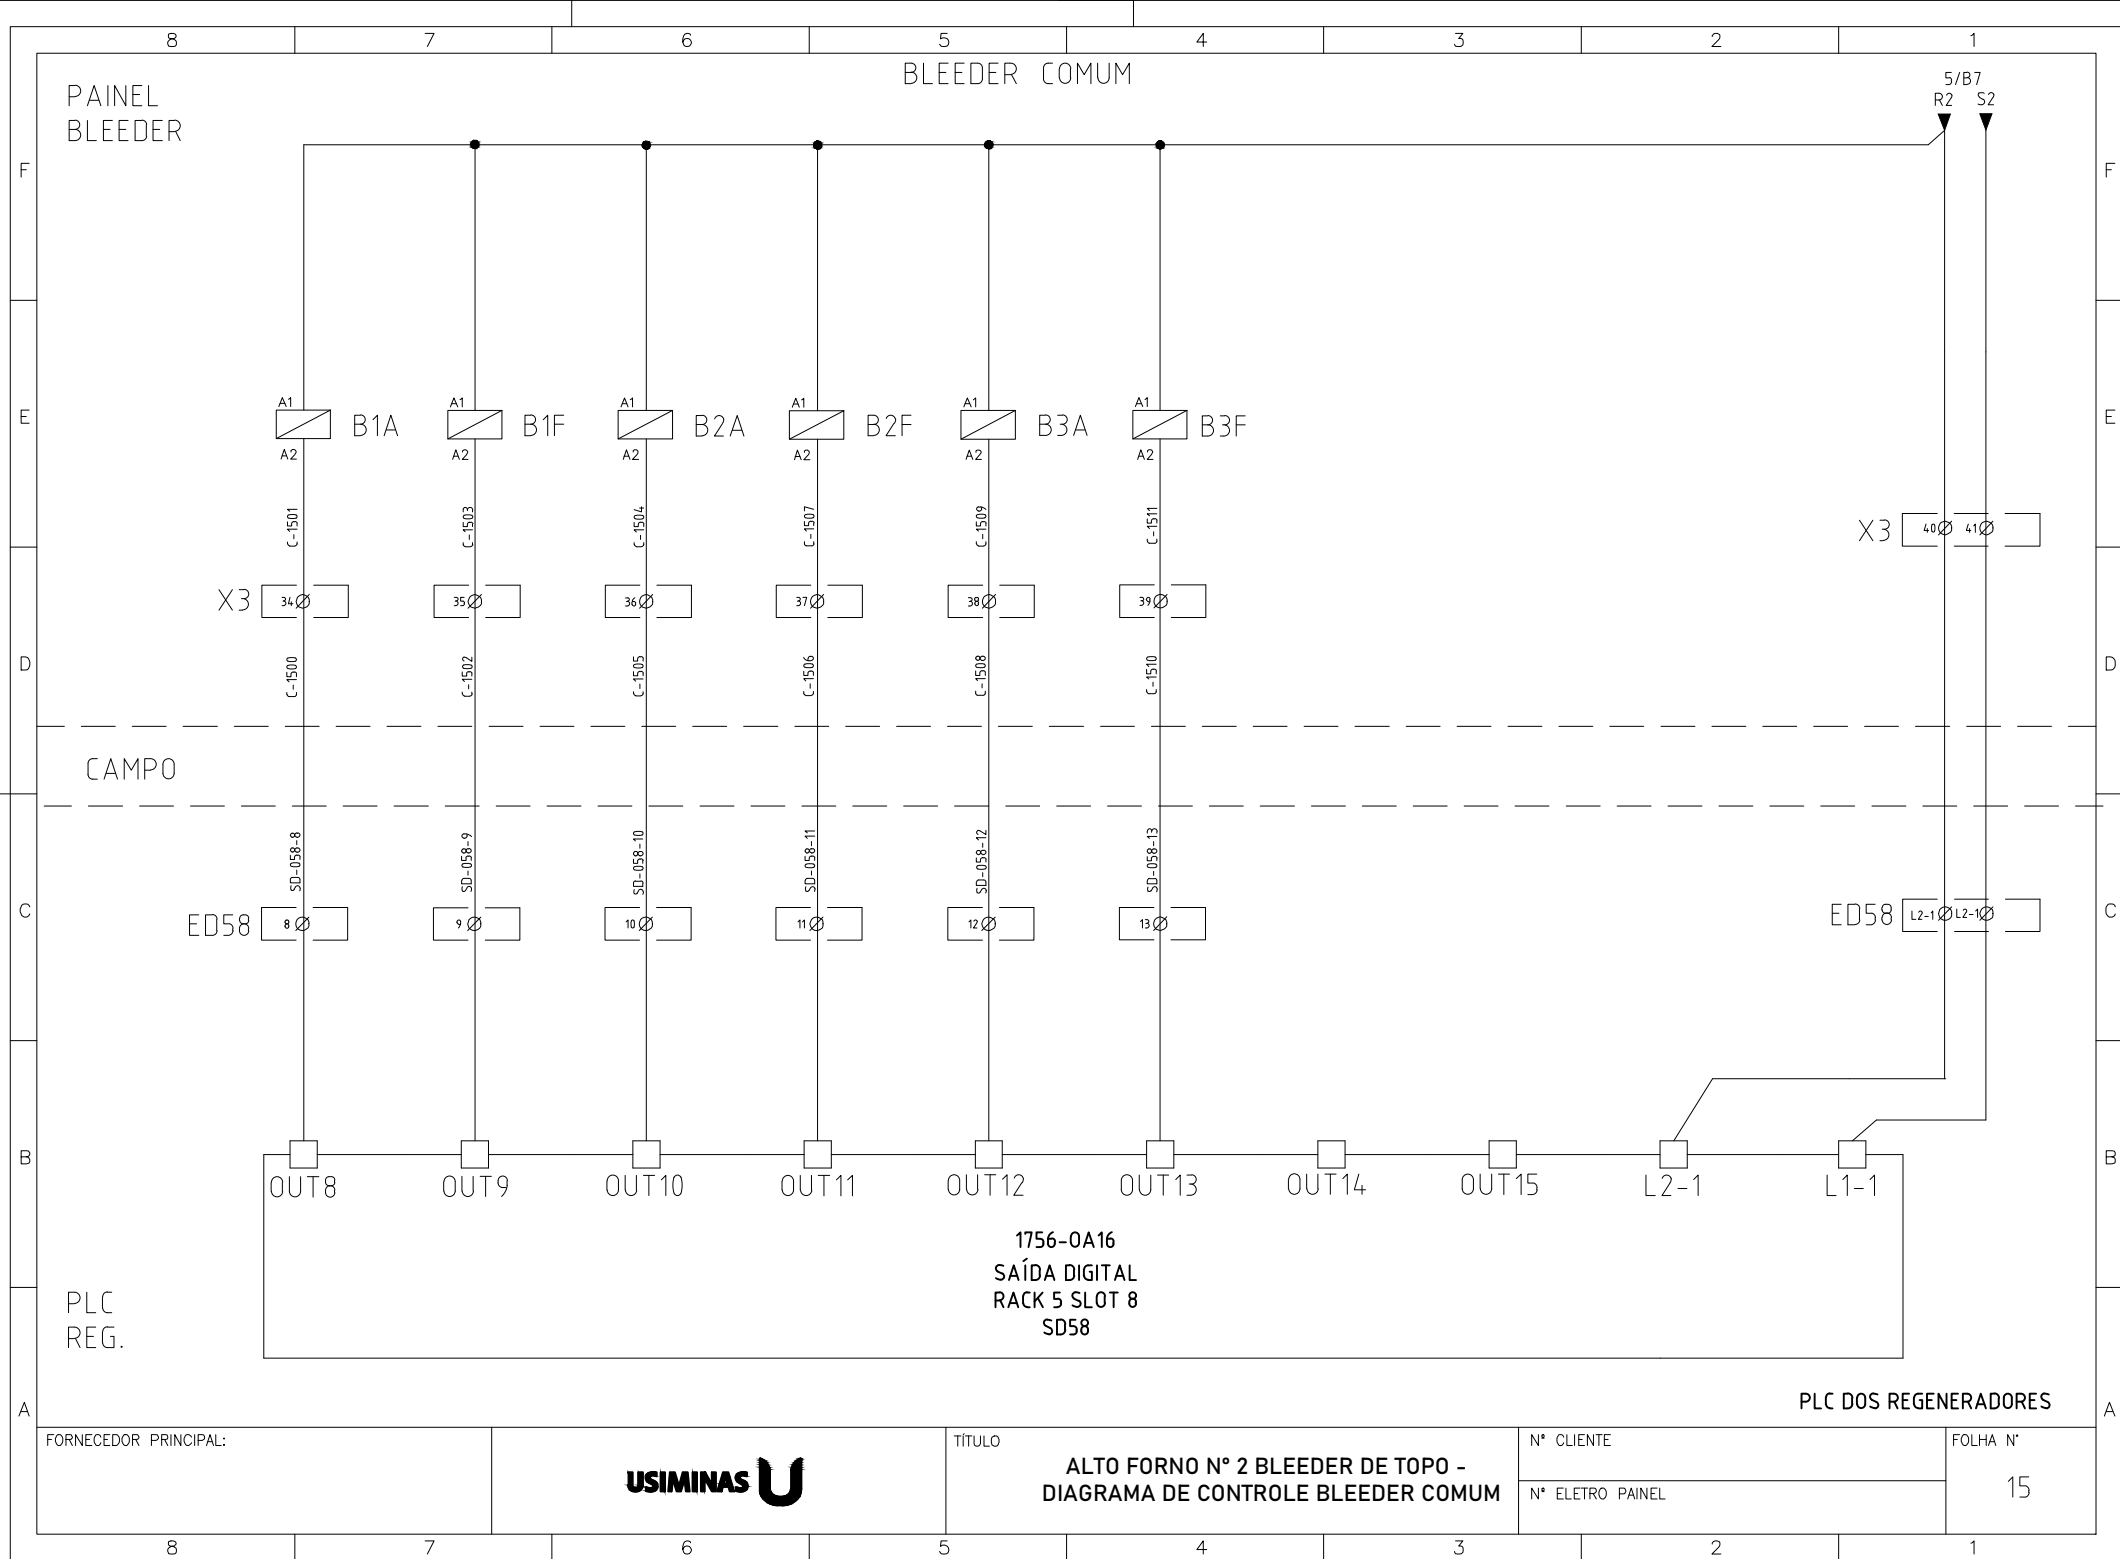 8 7 6 5 4 3 2 1
BLEEDER COMUM
PAINEL
BLEEDER
5/B7
R2 S2
F F
A1 A1 A1 A1 A1 A1
E B1A B1F B2A B2F B3A B3F E
A2 A2 A2 A2 A2 A2
C-1501 C-1503 C-1504 C-1507 C-1509 C-1511
X3 40 41
X3 34 35 36 37 38 39
D D
C-1500 C-1502 C-1505 C-1506 C-1508 C-1510
CAMPO
SD-058-8 SD-058-9 SD-058-10 SD-058-11 SD-058-12 SD-058-13
C C
ED58 8 9 10 11 12 13
ED58 L2-1 L2-1
B B
OUT8 OUT9 OUT10 OUT11 OUT12 OUT13 OUT14 OUT15 L2-1 L1-1
1756-OA16
SAÍDA DIGITAL
RACK 5 SLOT 8
SD58
PLC
REG.
PLC DOS REGENERADORES
A A
FORNECEDOR PRINCIPAL:
USIMINAS
TÍTULO
ALTO FORNO N° 2 BLEEDER DE TOPO -
DIAGRAMA DE CONTROLE BLEEDER COMUM
N° CLIENTE
N° ELETRO PAINEL
FOLHA N°
15
8 7 6 5 4 3 2 1